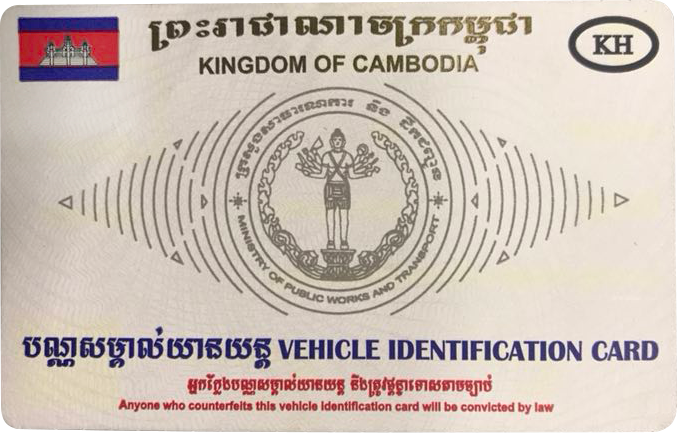 ព្រះរាជាណាចក្រកម្ពុជា
KH
KINGDOM OF CAMBODIA
ក្រសួងសាធារណការ និង ដឹកជញ្ជូន
MINISTRY OF PUBLIC WORKS AND TRANSPORT
បណ្ណសម្គាល់យានយន្ត VEHICLE IDENTIFICATION CARD
អ្នកក្លែងបណ្ណសម្គាល់យានយន្ត នឹងត្រូវផ្តន្ទាទោសតាមច្បាប់
Anyone who counterfeits this vehicle identification card will be convicted by law